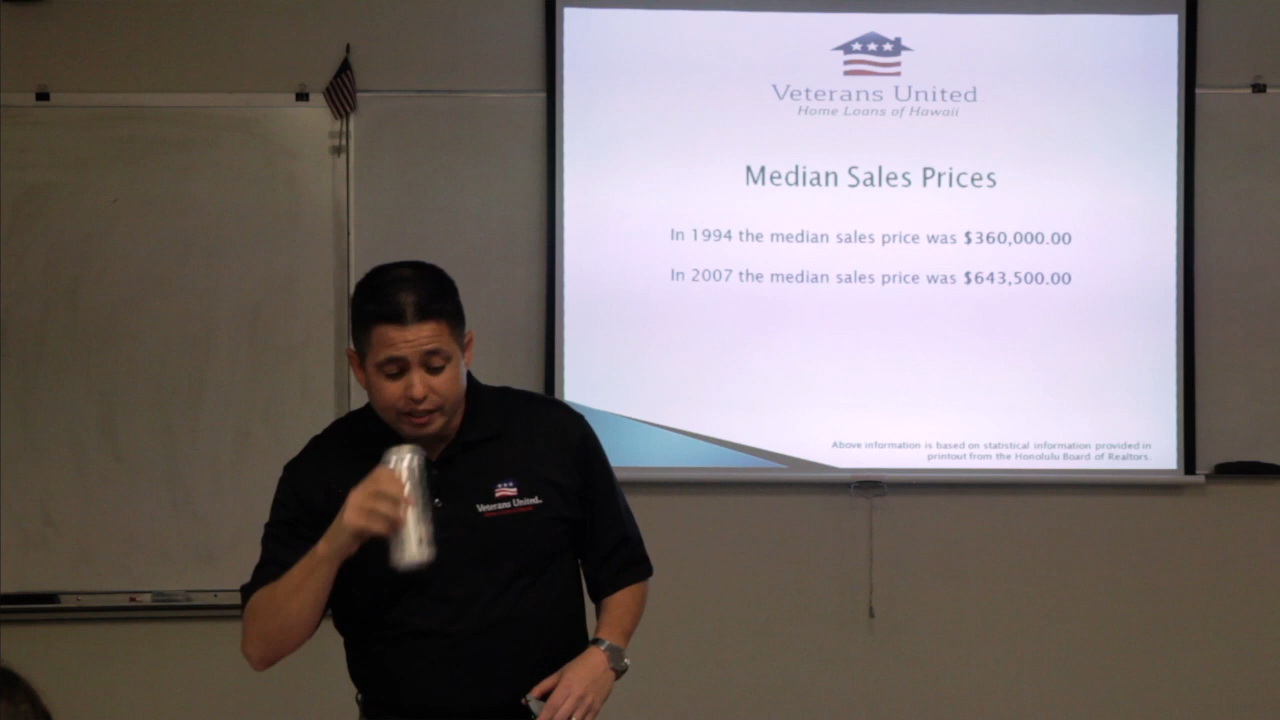 Veterans United
Home Loans of Hawaii
Median Sales Prices
In 1994 the median sales price was $360,000.00
In 2007 the median sales price was $643,500.00
Above information is based on statistical information provided in
printout from the Honolulu Board of Realtors.
Veterans United